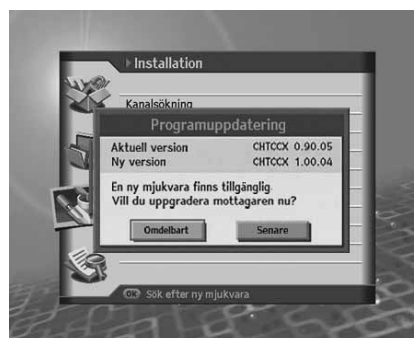 Installation
Kanalsökning
Programuppdatering
Aktuell version CHTCCX 0.90.05
Ny version CHTCCX 1.00.04
En ny mjukvara finns tillgänglig.
Vill du uppgradera mottagaren nu?
Omdelbart Senare
OK Sök efter ny mjukvara